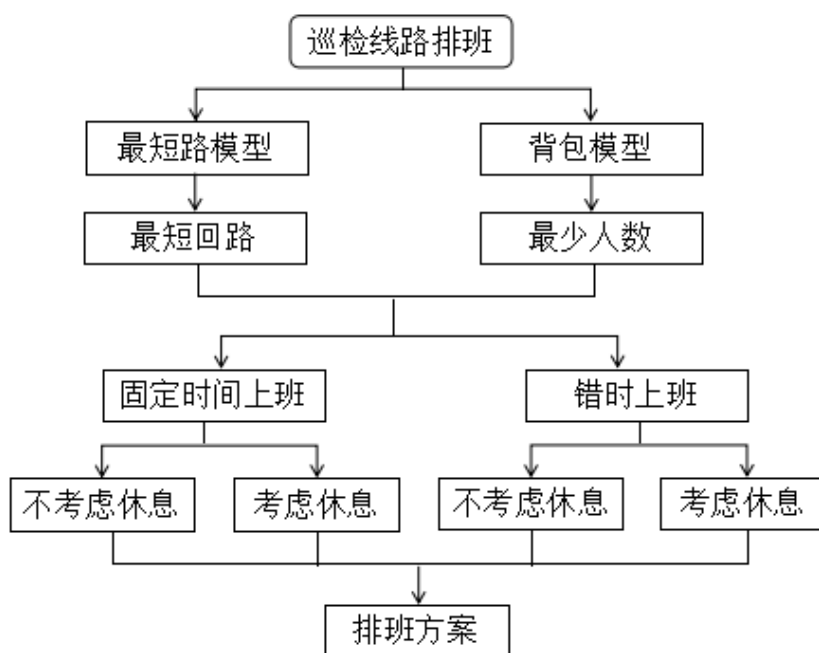 巡检线路排班
最短路模型
背包模型
最短回路
最少人数
固定时间上班
错时上班
不考虑休息
考虑休息
不考虑休息
考虑休息
排班方案